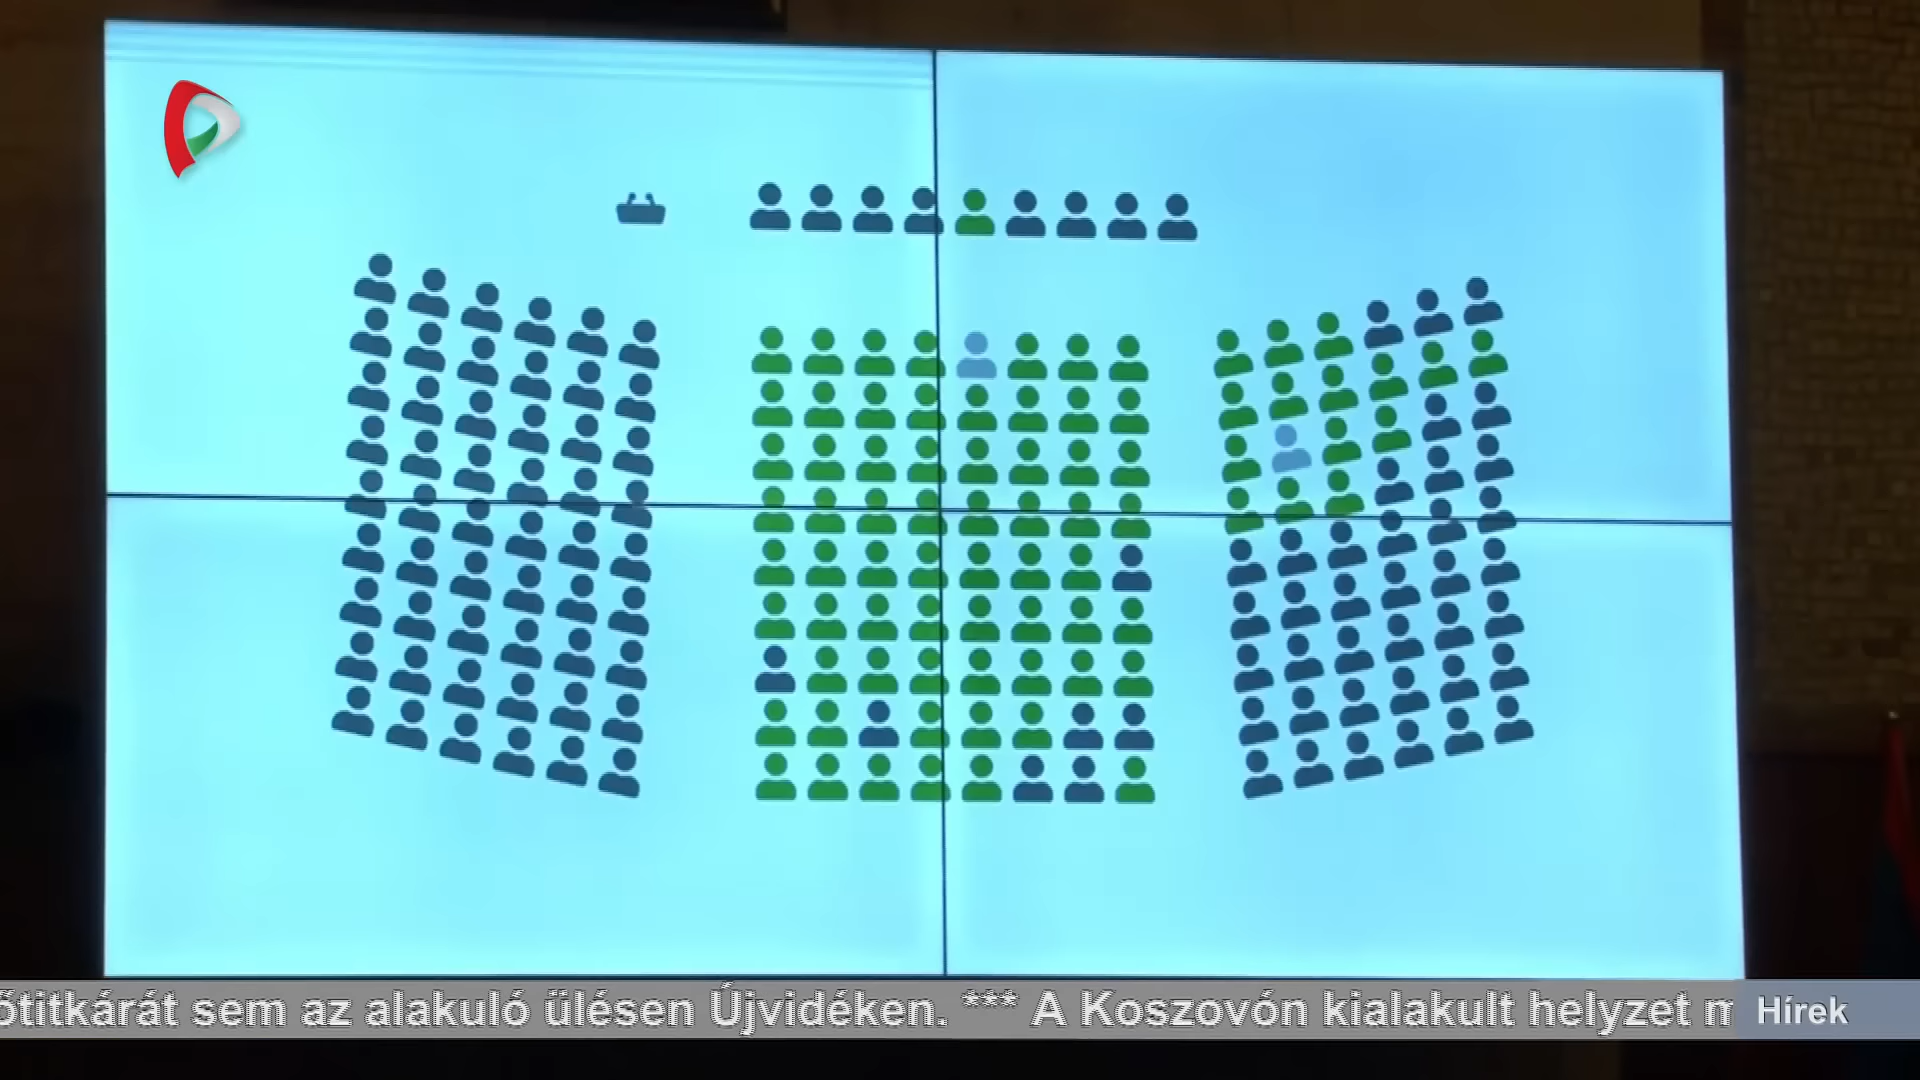 őtitkárát sem az alakuló ülésen Újvidéken. *** A Koszovón kialakult helyzet
Hírek